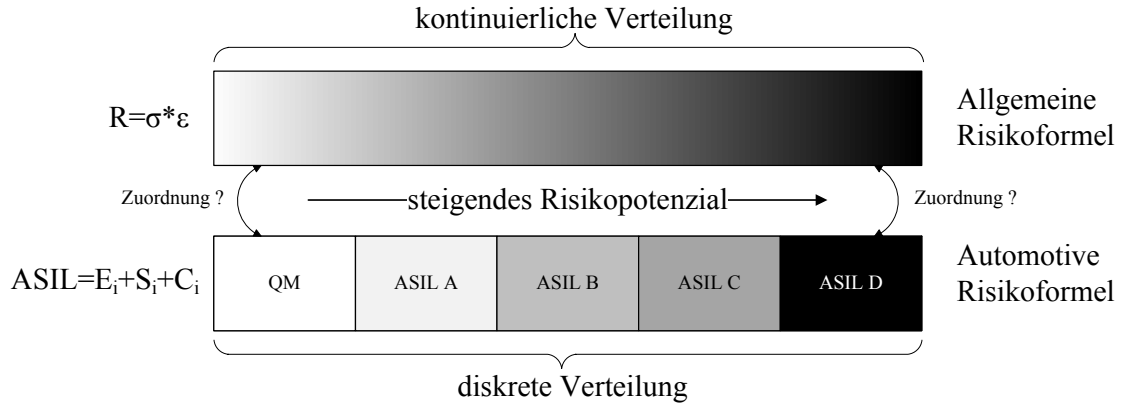 kontinuierliche Verteilung
R=σ*ε
Allgemeine
Risikoformel
Zuordnung ?
steigendes Risikopotenzial
Zuordnung ?
ASIL=Ei+Si+Ci
QM
ASIL A
ASIL B
ASIL C
ASIL D
Automotive
Risikoformel
diskrete Verteilung